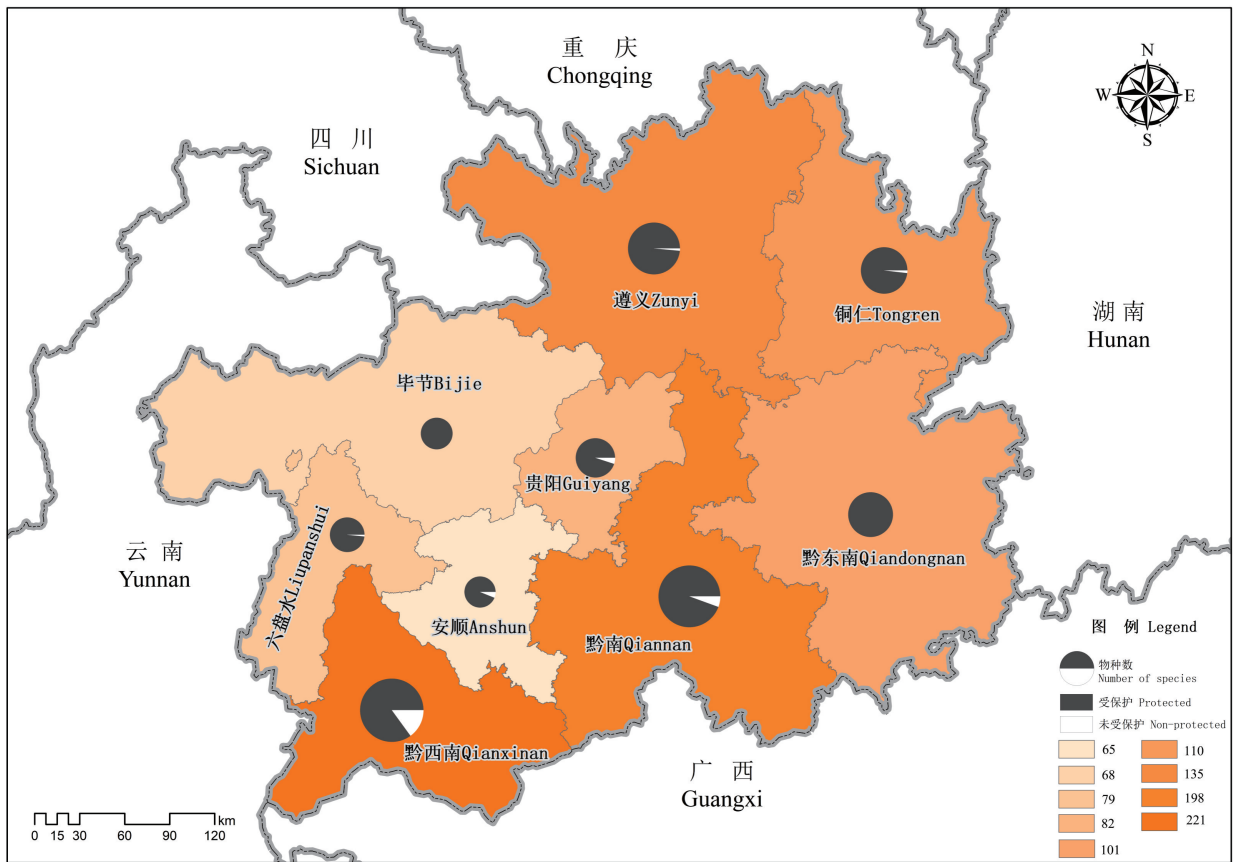 重 庆
Chongqing
N
W
E
S
四 川
Sichuan
遵义Zunyi
铜仁Tongren
湖 南
Hunan
毕节Bijie
贵阳Guiyang
云 南
Yunnan
六盘水Liupanshui
安顺Anshun
黔南Qiannan
黔东南Qiandongnan
黔西南Qianxinan
广 西
Guangxi
图 例 Legend
物种数
Number of species
受保护 Protected
未受保护 Non-protected
65
68
79
82
101
110
135
198
221
km
0 15 30 60 90 120